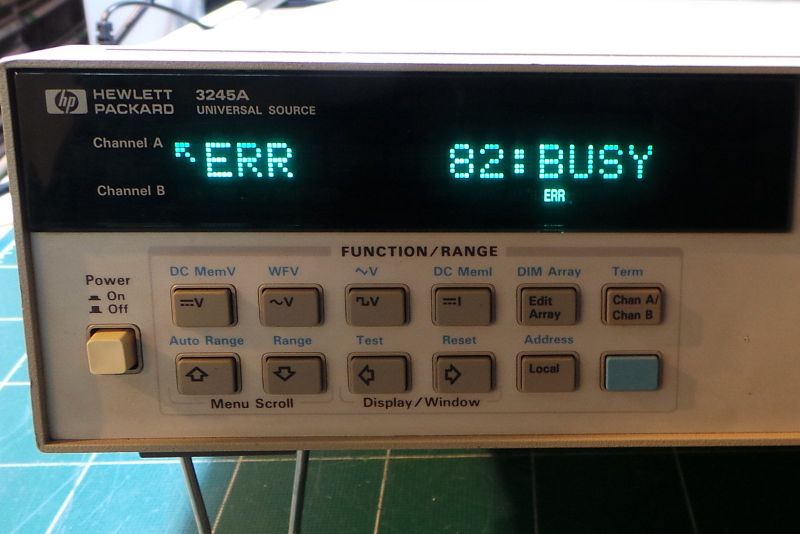 hp HEWLETT PACKARD
3245A
UNIVERSAL SOURCE
Channel A
Channel B
ERR 82:BUSY
ERR
FUNCTION/RANGE
Power
On
Off
DC MemV WFV ∿V DC MemI DIM Array Term
⎓V ∿V ⎍V ⎓I Edit Array Chan A/ Chan B
Auto Range Range Test Reset Address
Local
Menu Scroll Display/Window